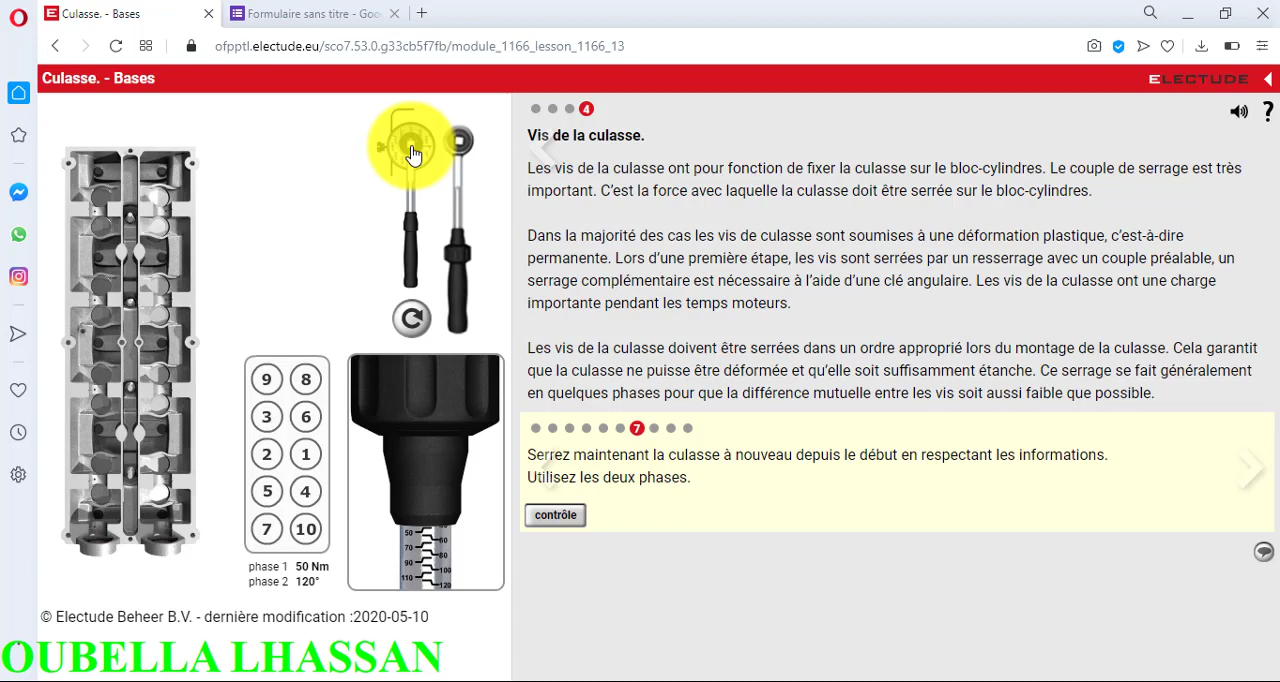 Culasse. - Bases
Formulaire sans titre - Goo
ofpptl.electude.eu/sco7.53.0.g33cb5f7fb/module_1166_lesson_1166_13
Culasse. - Bases
ELECTUDE
4
?
Vis de la culasse.
Les vis de la culasse ont pour fonction de fixer la culasse sur le bloc-cylindres. Le couple de serrage est très
important. C’est la force avec laquelle la culasse doit être serrée sur le bloc-cylindres.
Dans la majorité des cas les vis de culasse sont soumises à une déformation plastique, c’est-à-dire
permanente. Lors d’une première étape, les vis sont serrées par un resserrage avec un couple préalable, un
serrage complémentaire est nécessaire à l’aide d’une clé angulaire. Les vis de la culasse ont une charge
importante pendant les temps moteurs.
Les vis de la culasse doivent être serrées dans un ordre approprié lors du montage de la culasse. Cela garantit
que la culasse ne puisse être déformée et qu’elle soit suffisamment étanche. Ce serrage se fait généralement
en quelques phases pour que la différence mutuelle entre les vis soit aussi faible que possible.
7
Serrez maintenant la culasse à nouveau depuis le début en respectant les informations.
Utilisez les deux phases.
contrôle
9 8
3 6
2 1
5 4
7 10
phase 1 50 Nm
phase 2 120°
50
60
70
80
90
100
110
120
© Electude Beheer B.V. - dernière modification :2020-05-10
OUBELLA LHASSAN